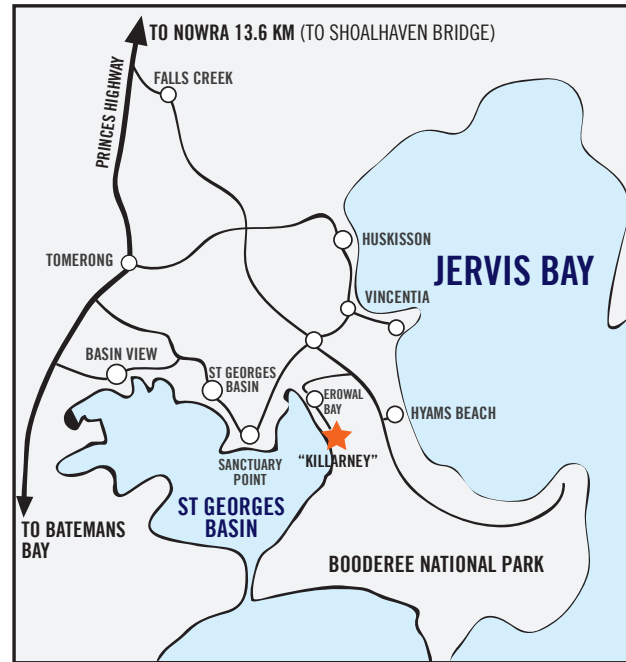 TO NOWRA 13.6 KM (TO SHOALHAVEN BRIDGE)
PRINCES HIGHWAY
FALLS CREEK
HUSKISSON
TOMERONG
JERVIS BAY
VINCENTIA
BASIN VIEW
ST GEORGES
BASIN
EROWAL
BAY
HYAMS BEACH
"KILLARNEY"
SANCTUARY
POINT
ST GEORGES
BASIN
TO BATEMANS
BAY
BOODEREE NATIONAL PARK